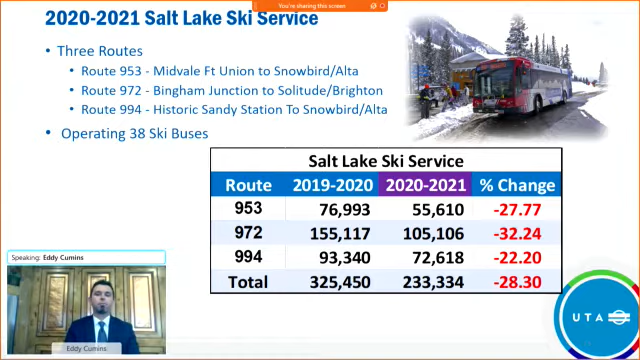 You're sharing this screen
2020-2021 Salt Lake Ski Service
• Three Routes
• Route 953 - Midvale Ft Union to Snowbird/Alta
• Route 972 - Bingham Junction to Solitude/Brighton
• Route 994 - Historic Sandy Station To Snowbird/Alta
• Operating 38 Ski Buses
Salt Lake Ski Service
Route 2019-2020 2020-2021 % Change
953 76,993 55,610 -27.77
972 155,117 105,106 -32.24
994 93,340 72,618 -22.20
Total 325,450 233,334 -28.30
Speaking: Eddy Cumins
Eddy Cumins
UTA